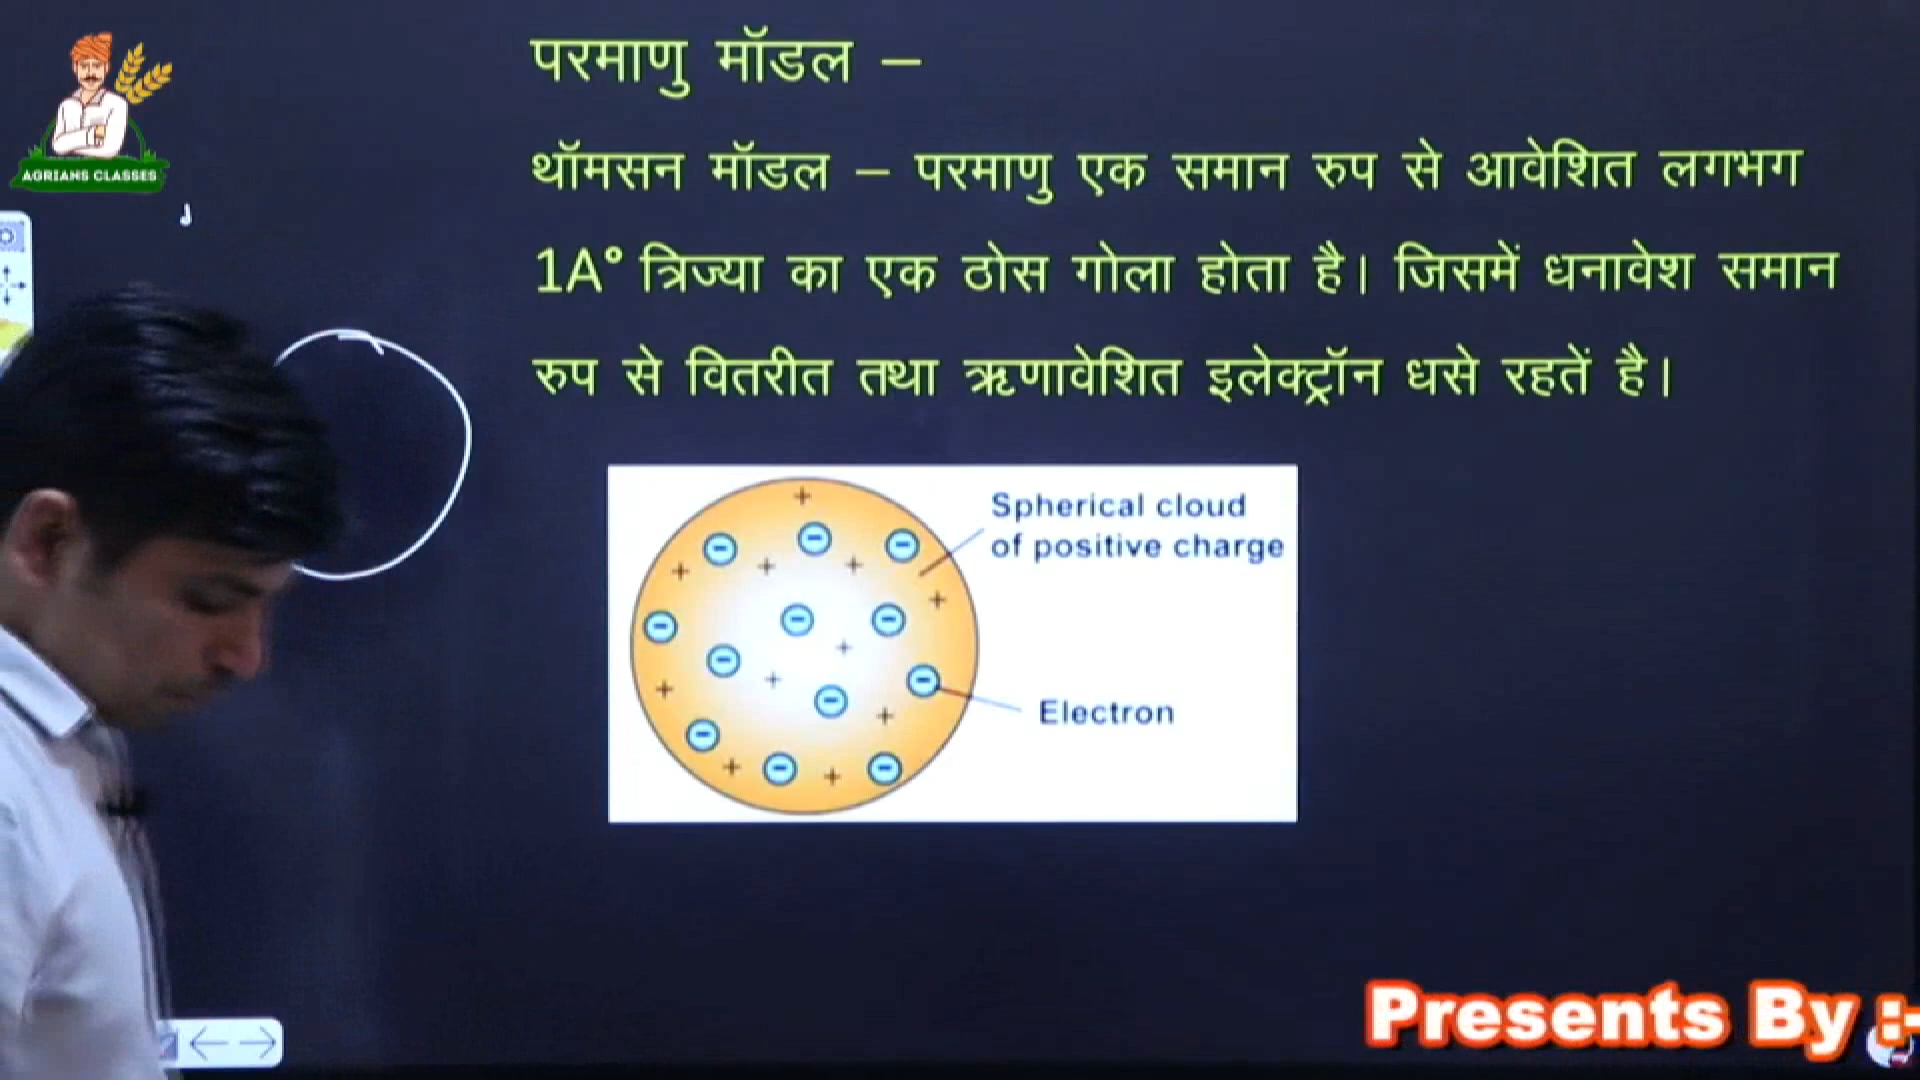 AGRIANS CLASSES
परमाणु मॉडल –
थॉमसन मॉडल – परमाणु एक समान रुप से आवेशित लगभग
1A° त्रिज्या का एक ठोस गोला होता है। जिसमें धनावेश समान
रुप से वितरीत तथा ऋणावेशित इलेक्ट्रॉन धसे रहतें है।
Spherical cloud
of positive charge
Electron
Presents By :-